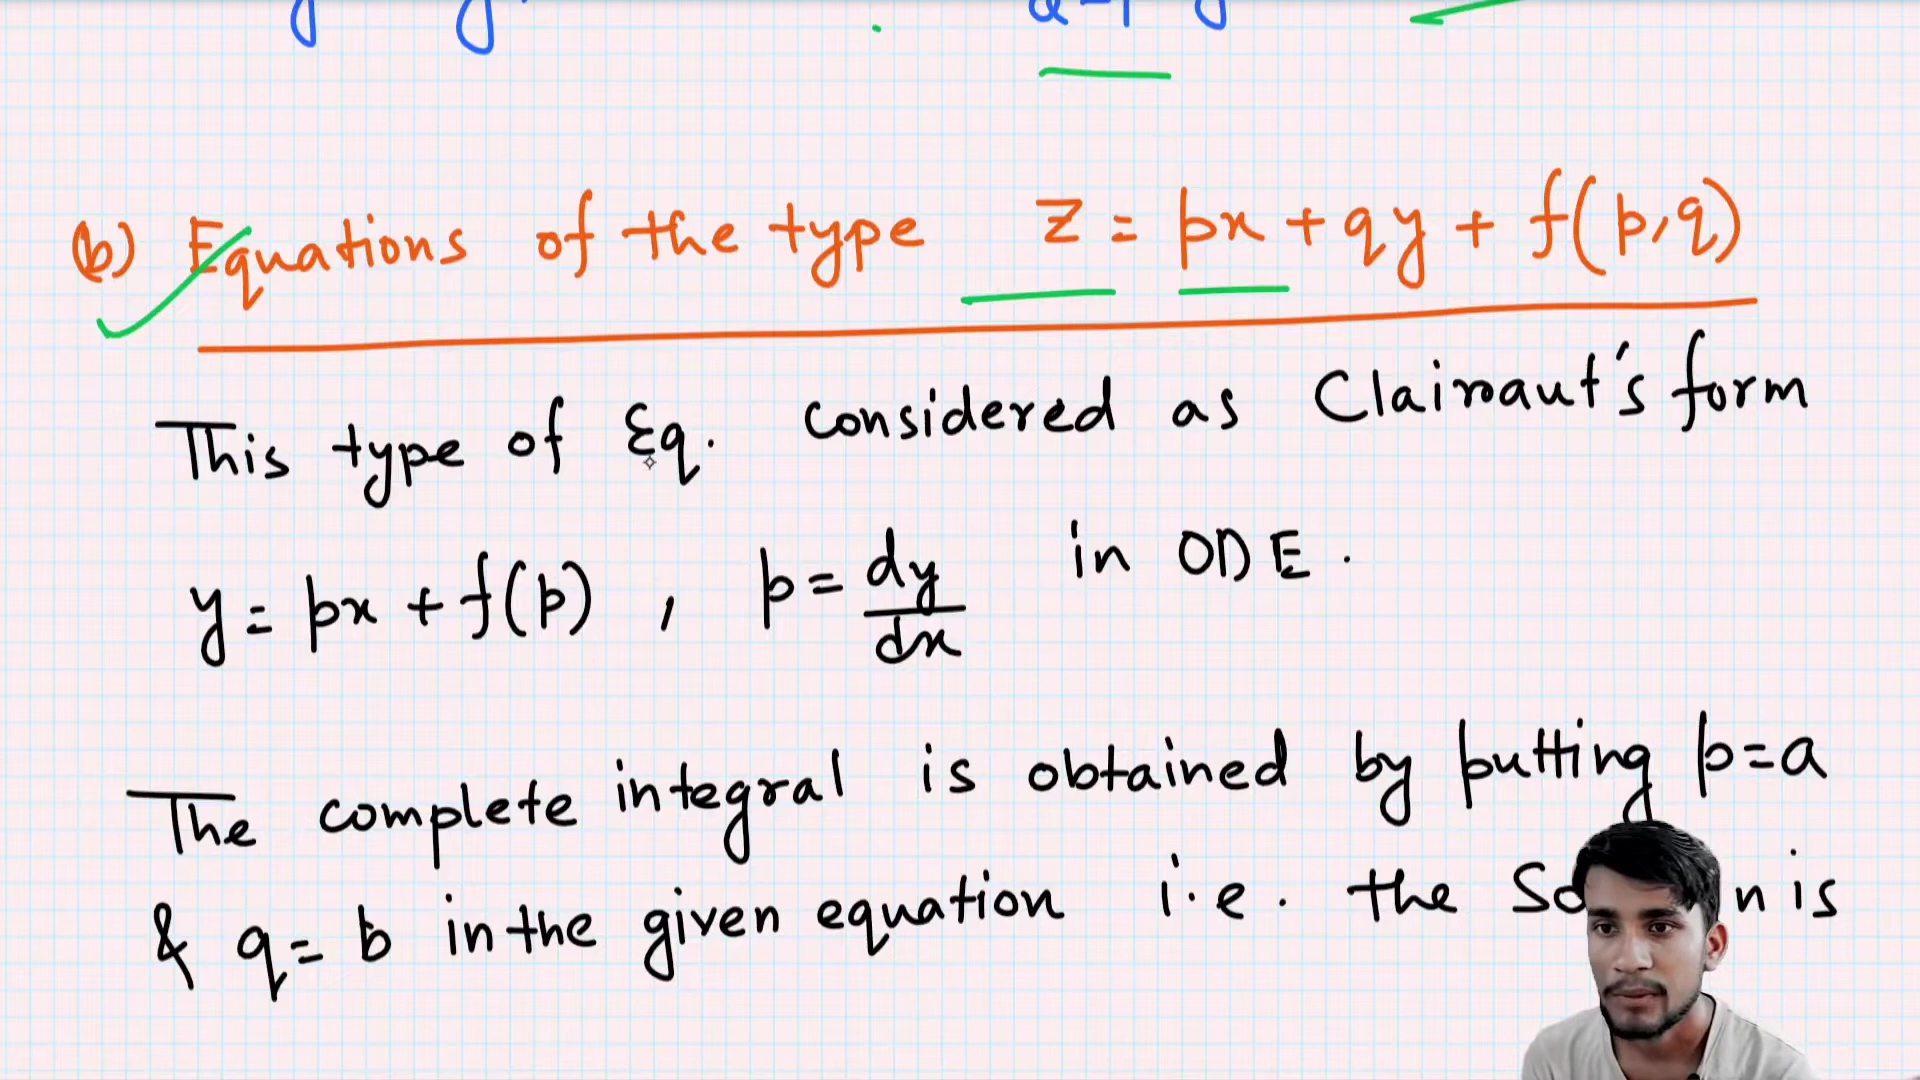 (b) Equations of the type z = px + qy + f(p,q)
This type of Eq. considered as Clairaut's form
y = px + f(p) , p = dy/dx in ODE.
The complete integral is obtained by putting p=a
& q= b in the given equation i.e. the is